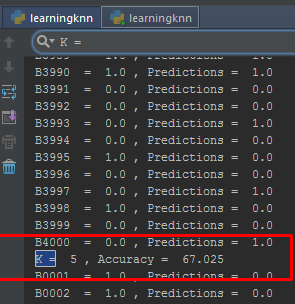 learningknn learningknn
K =
B3989 = 1.0 , Predictions = 1.0
B3990 = 1.0 , Predictions = 1.0
B3991 = 0.0 , Predictions = 0.0
B3992 = 0.0 , Predictions = 0.0
B3993 = 0.0 , Predictions = 1.0
B3994 = 0.0 , Predictions = 0.0
B3995 = 1.0 , Predictions = 0.0
B3996 = 0.0 , Predictions = 0.0
B3997 = 0.0 , Predictions = 1.0
B3998 = 1.0 , Predictions = 0.0
B3999 = 0.0 , Predictions = 0.0
B4000 = 0.0 , Predictions = 1.0
K = 5 , Accuracy = 67.025
B0001 = 1.0 , Predictions = 0.0
B0002 = 1.0 , Predictions = 0.0